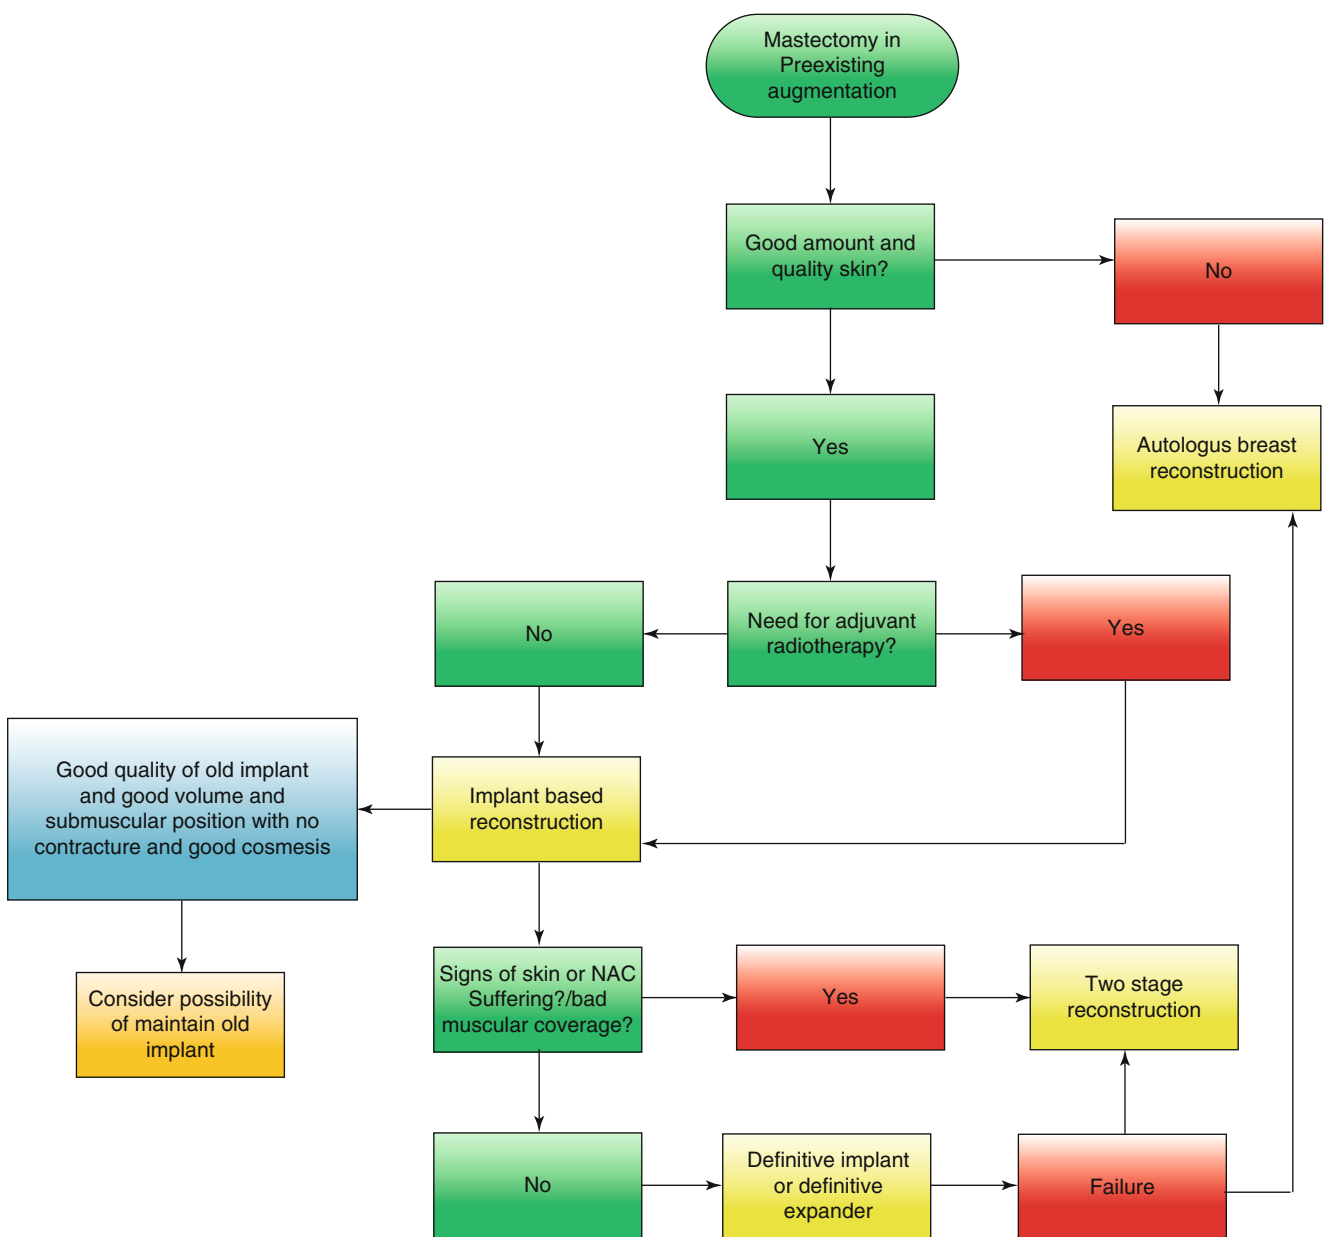 Mastectomy in
Preexisting
augmentation
Good amount and
quality skin?
No
Yes
Autologus breast
reconstruction
No
Need for adjuvant
radiotherapy?
Yes
Good quality of old implant
and good volume and
submuscular position with no
contracture and good cosmesis
Implant based
reconstruction
Consider possibility
of maintain old
implant
Signs of skin or NAC
Suffering?/bad
muscular coverage?
Yes
Two stage
reconstruction
No
Definitive implant
or definitive
expander
Failure